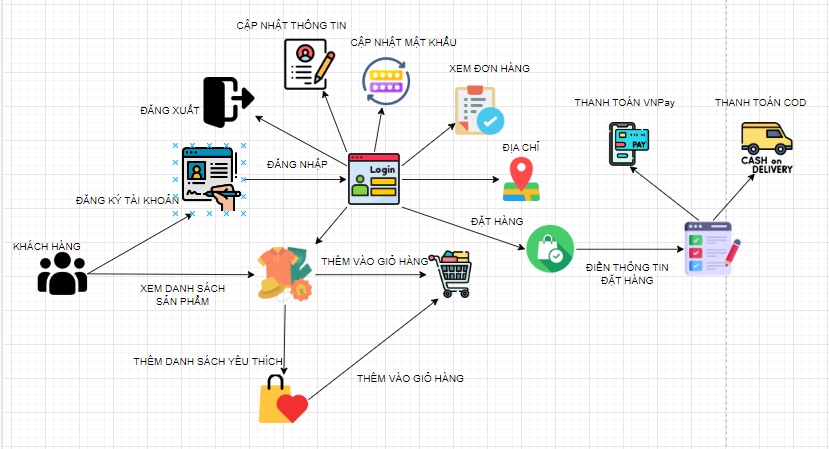 CẬP NHẬT THÔNG TIN
CẬP NHẬT MẬT KHẨU
XEM ĐƠN HÀNG
ĐĂNG XUẤT
THANH TOÁN VNPay
THANH TOÁN COD
PAY
CASH on
DELIVERY
ĐỊA CHỈ
ĐĂNG NHẬP
Login
ĐĂNG KÝ TÀI KHOẢN
ĐẶT HÀNG
KHÁCH HÀNG
THÊM VÀO GIỎ HÀNG
ĐIỀN THÔNG TIN
ĐẶT HÀNG
XEM DANH SÁCH
SẢN PHẨM
THÊM DANH SÁCH YÊU THÍCH
THÊM VÀO GIỎ HÀNG